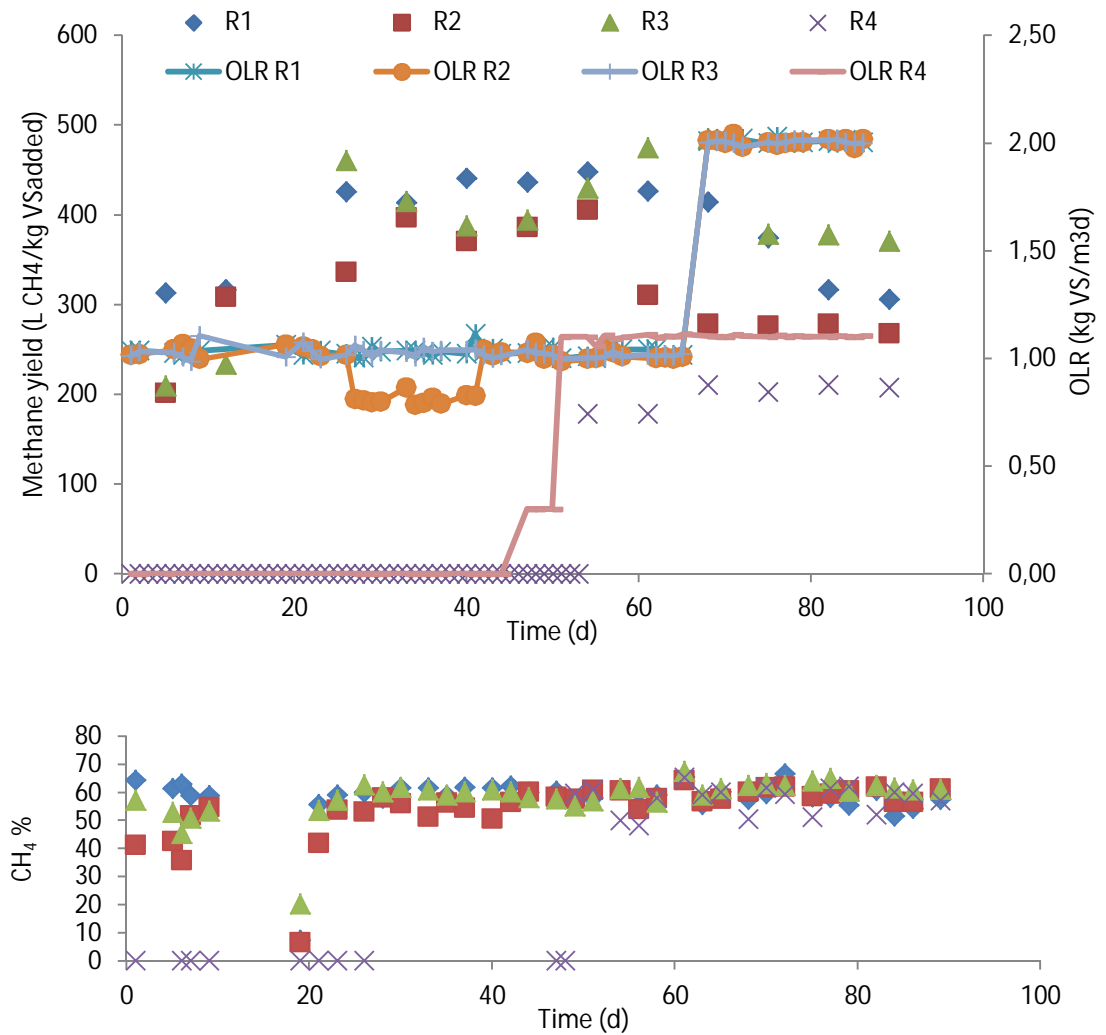 R1 R2 R3 R4
OLR R1 OLR R2 OLR R3 OLR R4
Methane yield (L CH4/kg VSadded)
600
500
400
300
200
100
0
0 20 40 60 80 100
Time (d)
2,50
2,00
1,50
1,00
0,50
0,00
OLR (kg VS/m3d)
CH4 %
80
70
60
50
40
30
20
10
0
0 20 40 60 80 100
Time (d)